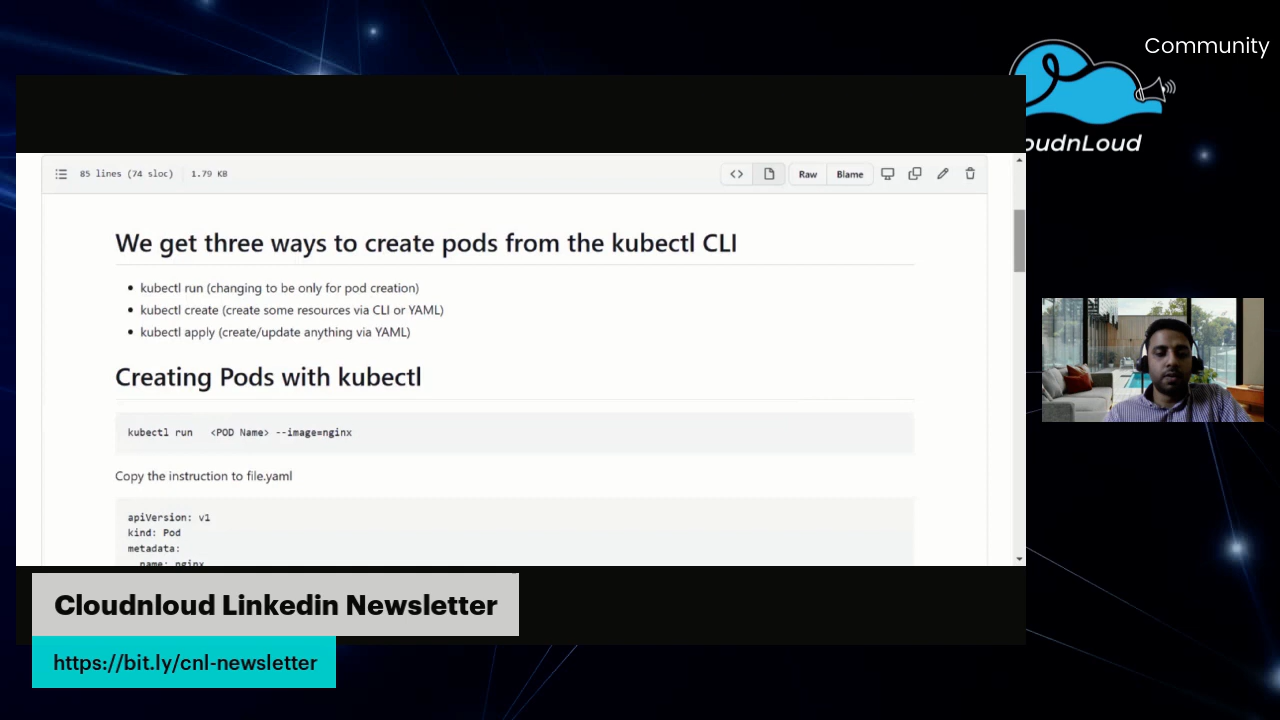 Community
oudnLoud
85 lines (74 sloc) 1.79 KB
Raw
Blame
We get three ways to create pods from the kubectl CLI
kubectl run (changing to be only for pod creation)
kubectl create (create some resources via CLI or YAML)
kubectl apply (create/update anything via YAML)
Creating Pods with kubectl
kubectl run <POD Name> --image=nginx
Copy the instruction to file.yaml
apiVersion: v1
kind: Pod
metadata:
name: nginx
Cloudnloud Linkedin Newsletter
https://bit.ly/cnl-newsletter